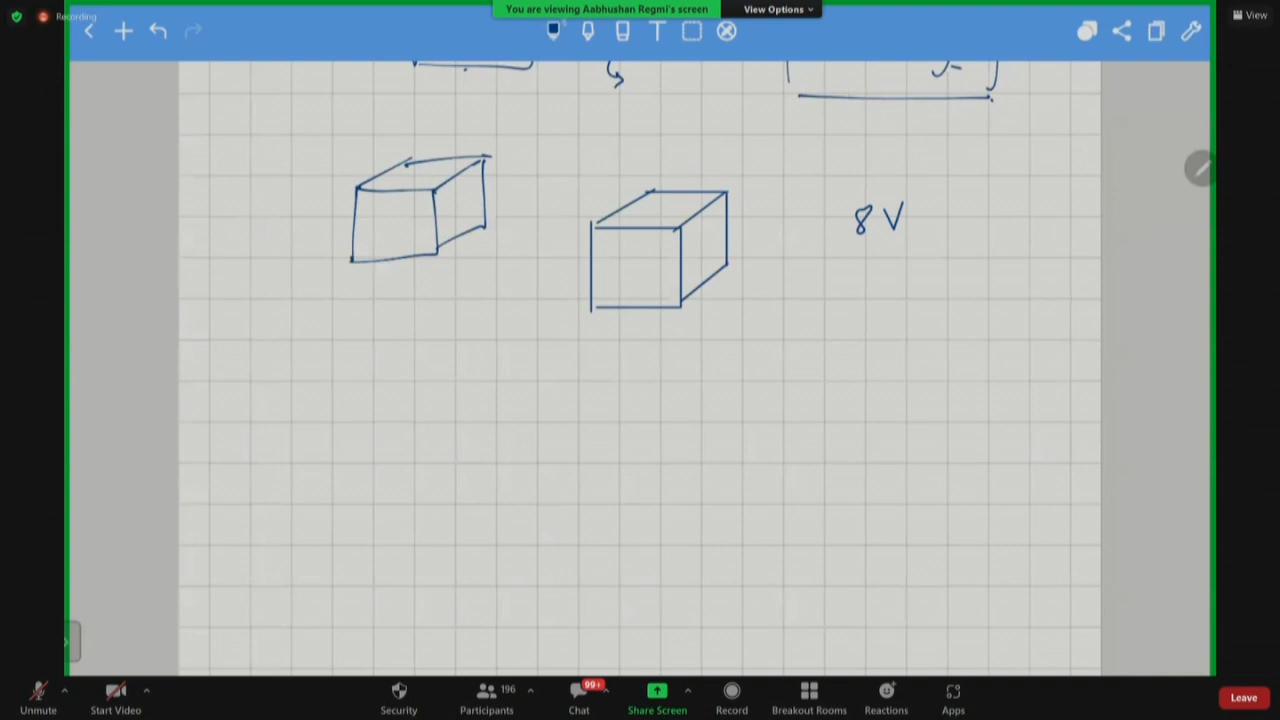 You are viewing Aabhushan Regmi's screen
View Options
Recording
View
T
8 V
Unmute
Start Video
Security
196
Participants
99+
Chat
Share Screen
Record
Breakout Rooms
Reactions
Apps
Leave